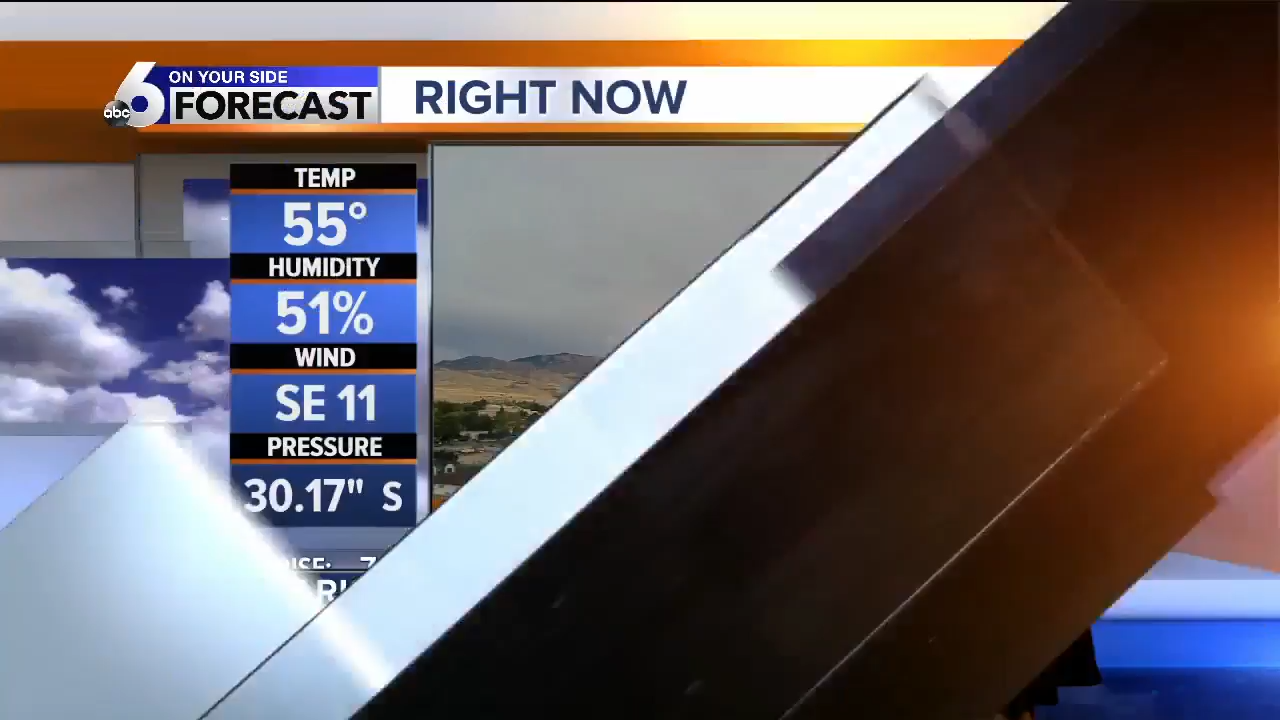 abc 6 ON YOUR SIDE
FORECAST
RIGHT NOW
TEMP
55°
HUMIDITY
51%
WIND
SE 11
PRESSURE
30.17" S